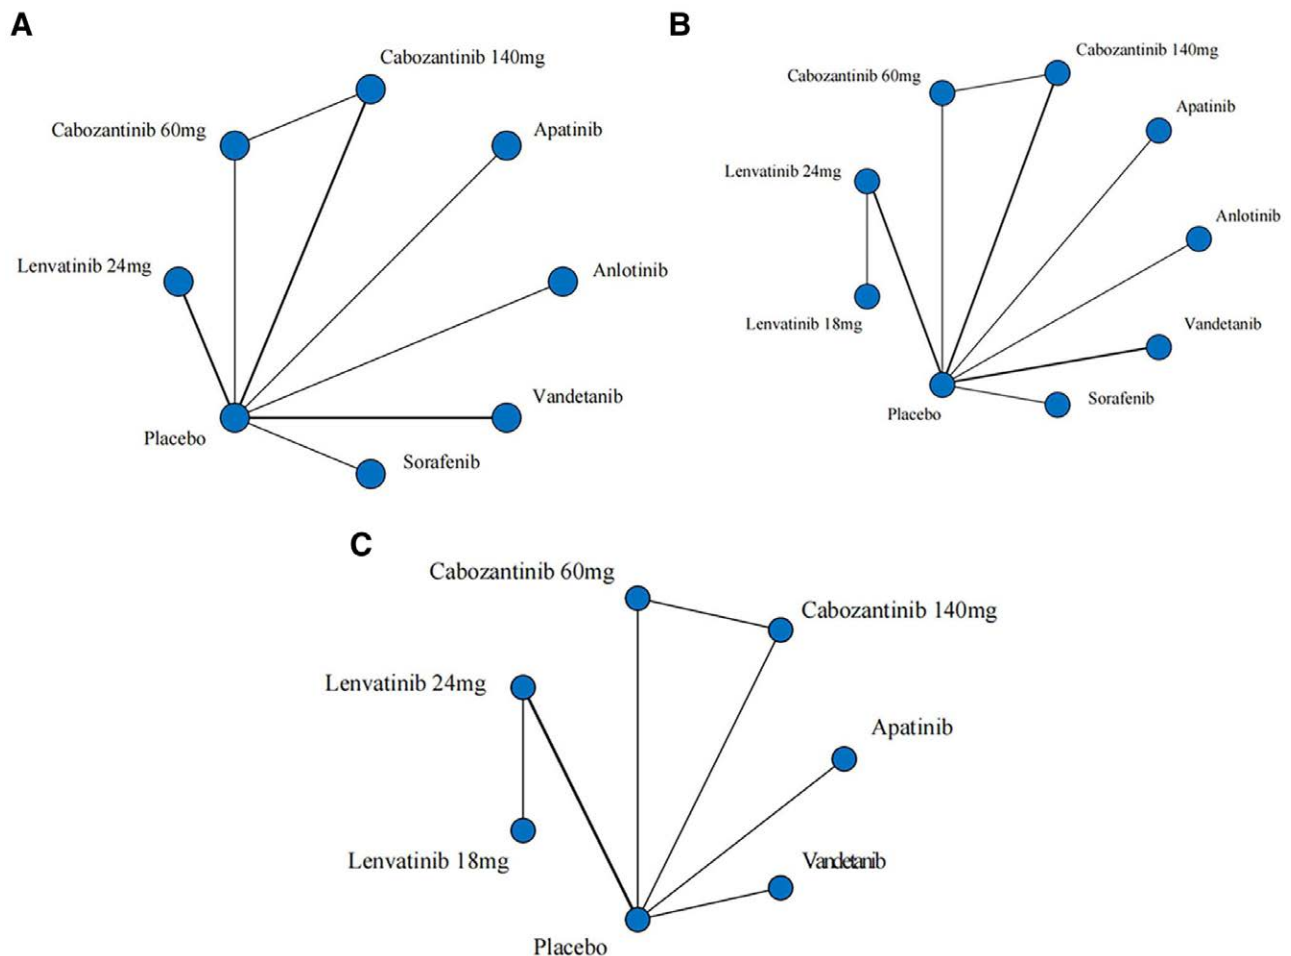 A
Cabozantinib 140mg
Cabozantinib 60mg
Apatinib
Lenvatinib 24mg
Anlotinib
Vandetanib
Placebo
Sorafenib
B
Cabozantinib 140mg
Cabozantinib 60mg
Apatinib
Lenvatinib 24mg
Anlotinib
Lenvatinib 18mg
Vandetanib
Placebo
Sorafenib
C
Cabozantinib 60mg
Cabozantinib 140mg
Lenvatinib 24mg
Apatinib
Lenvatinib 18mg
Vandetanib
Placebo